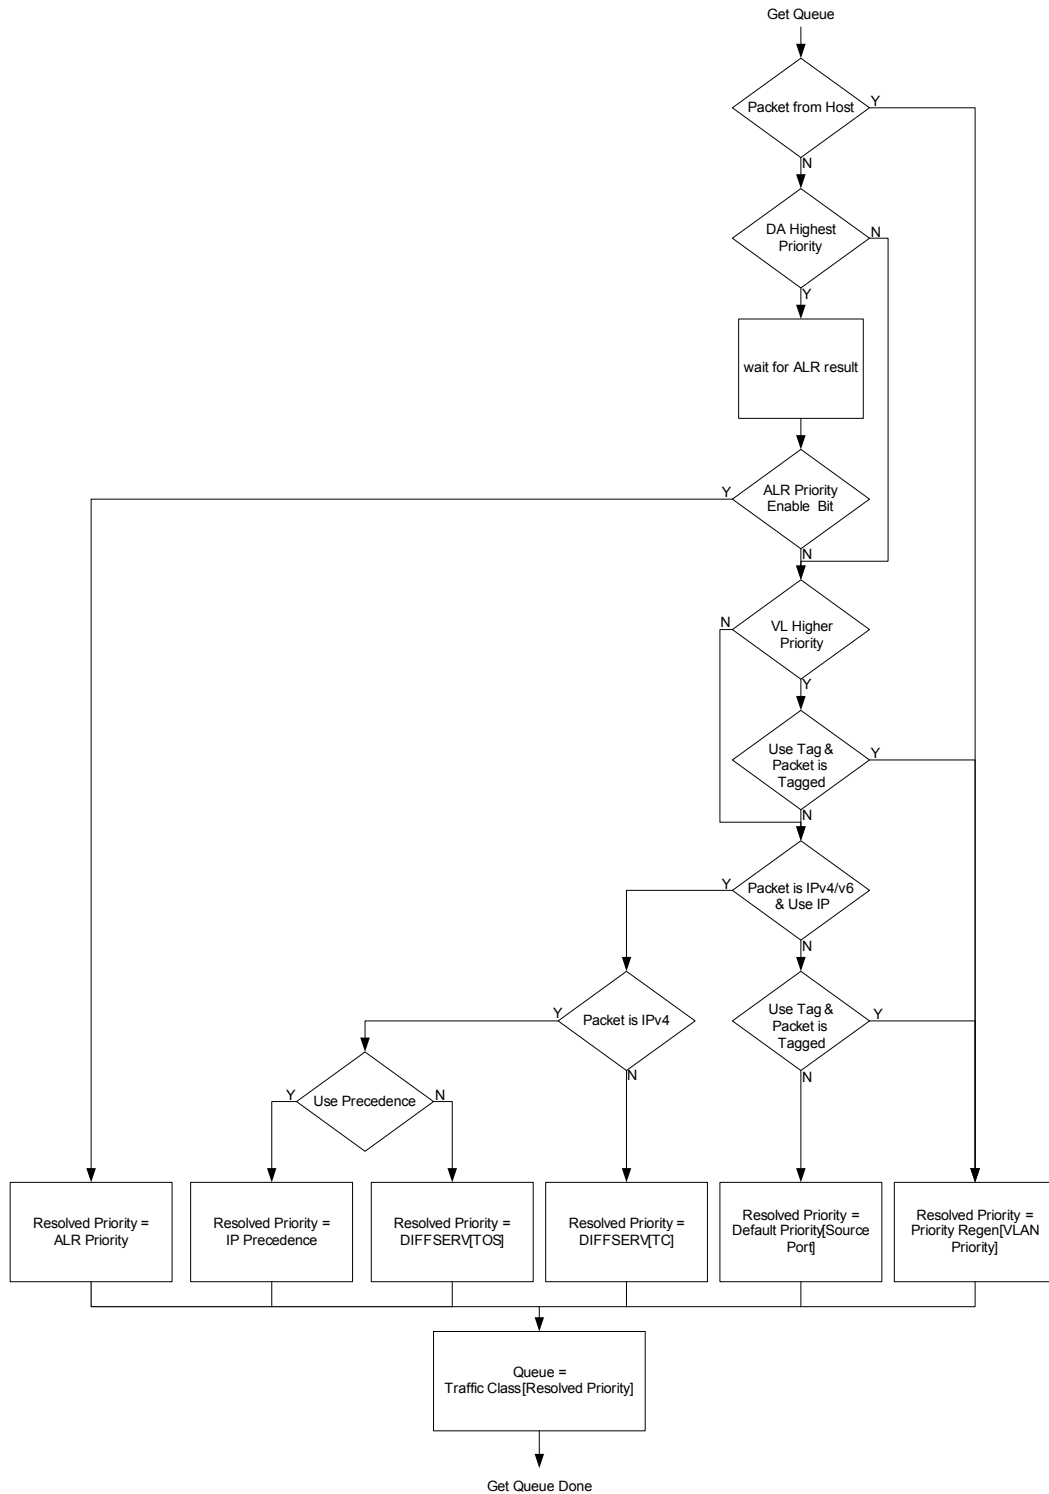 Get Queue
Packet from Host
Y
N
DA Highest
Priority
N
Y
wait for ALR result
Y
ALR Priority
Enable  Bit
N
N
VL Higher
Priority
Y
Use Tag &
Packet is
Tagged
Y
N
Y
Packet is IPv4/v6
& Use IP
N
Y
Packet is IPv4
N
Use Tag &
Packet is
Tagged
Y
N
Y
Use Precedence
N
Resolved Priority =
ALR Priority
Resolved Priority =
IP Precedence
Resolved Priority =
DIFFSERV[TOS]
Resolved Priority =
DIFFSERV[TC]
Resolved Priority =
Default Priority[Source
Port]
Resolved Priority =
Priority Regen[VLAN
Priority]
Queue =
Traffic Class[Resolved Priority]
Get Queue Done